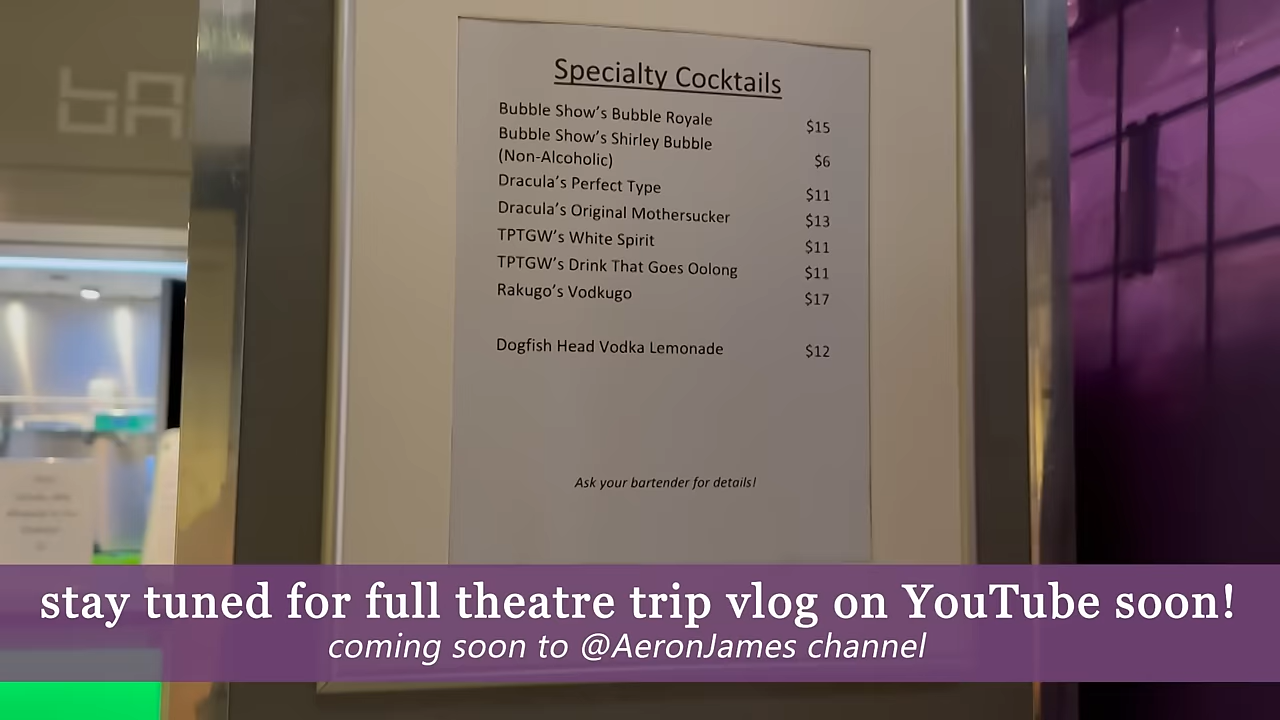 bar
Specialty Cocktails
Bubble Show's Bubble Royale $15
Bubble Show's Shirley Bubble
(Non-Alcoholic) $6
Dracula's Perfect Type $11
Dracula's Original Mothersucker $13
TPTGW's White Spirit $11
TPTGW's Drink That Goes Oolong $11
Rakugo's Vodkugo $17
Dogfish Head Vodka Lemonade $12
Ask your bartender for details!
stay tuned for full theatre trip vlog on YouTube soon!
coming soon to @AeronJames channel